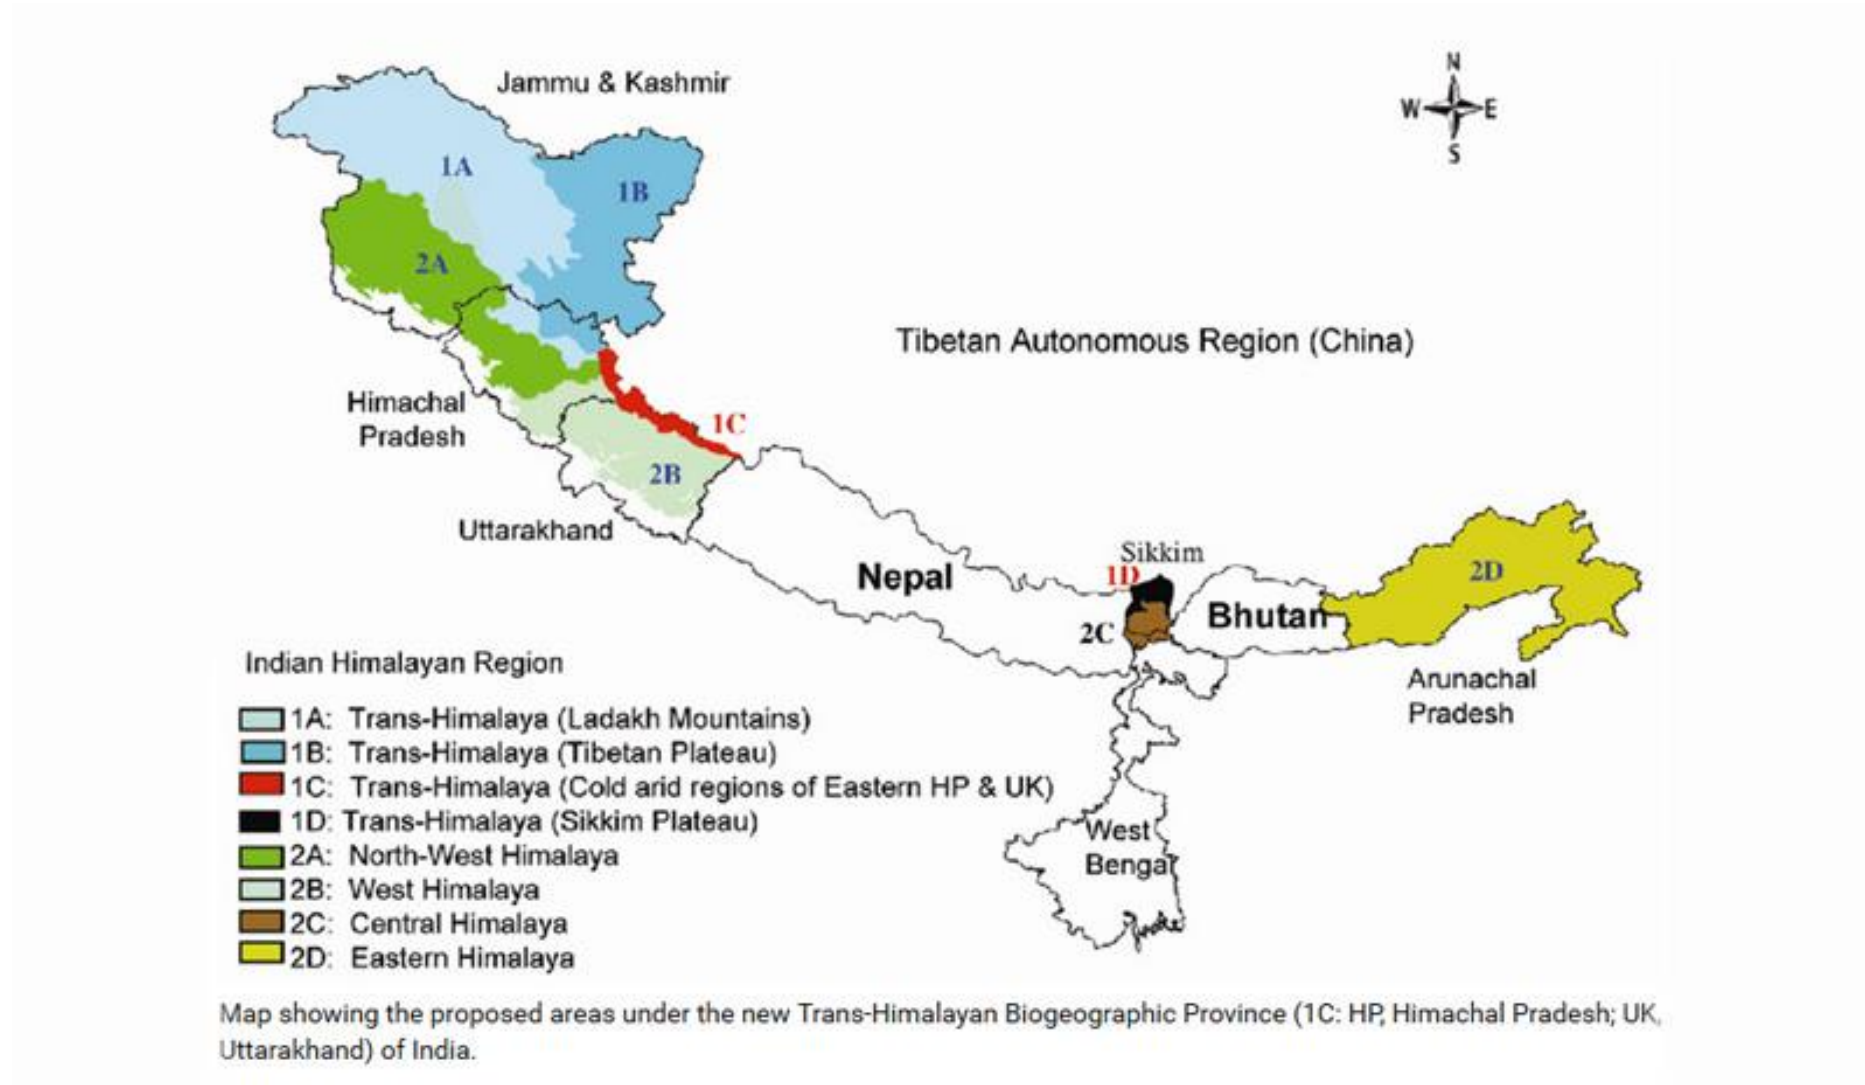 N
Jammu & Kashmir
W E
S
1A
1B
2A
Tibetan Autonomous Region (China)
Himachal
Pradesh
1C
2B
Uttarakhand
Sikkim
1D
Nepal
2D
Bhutan
2C
Arunachal
Pradesh
West
Bengal
Indian Himalayan Region
1A: Trans-Himalaya (Ladakh Mountains)
1B: Trans-Himalaya (Tibetan Plateau)
1C: Trans-Himalaya (Cold arid regions of Eastern HP & UK)
1D: Trans-Himalaya (Sikkim Plateau)
2A: North-West Himalaya
2B: West Himalaya
2C: Central Himalaya
2D: Eastern Himalaya
Map showing the proposed areas under the new Trans-Himalayan Biogeographic Province (1C: HP, Himachal Pradesh; UK,
Uttarakhand) of India.